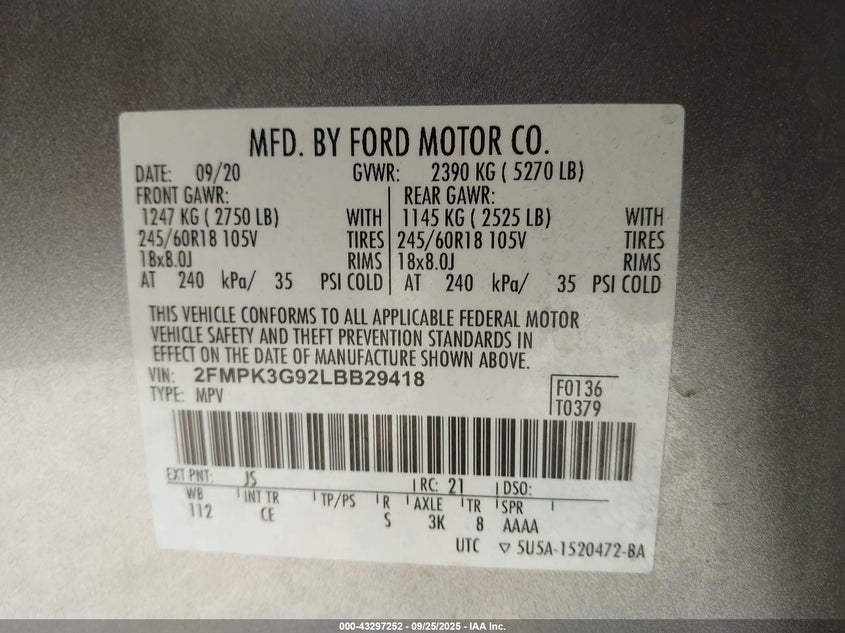 MFD. BY FORD MOTOR CO.
DATE: 09/20 GVWR: 2390 KG ( 5270 LB)
FRONT GAWR: REAR GAWR:
1247 KG ( 2750 LB) WITH 1145 KG ( 2525 LB) WITH
245/60R18 105V TIRES 245/60R18 105V TIRES
18x8.0J RIMS 18x8.0J RIMS
AT 240 kPa/ 35 PSI COLD AT 240 kPa/ 35 PSI COLD
THIS VEHICLE CONFORMS TO ALL APPLICABLE FEDERAL MOTOR
VEHICLE SAFETY AND THEFT PREVENTION STANDARDS IN
EFFECT ON THE DATE OF MANUFACTURE SHOWN ABOVE.
VIN: 2FMPK3G92LBB29418
TYPE: MPV
F0136
T0379
EXT PNT: JS RC: 21 DSO:
WB INT TR TP/PS R AXLE TR SPR
112 CE S 3K 8 AAAA
UTC ▽ 5U5A-1520472-BA
000-43297252 | 09/25/2025 - IAA Inc.